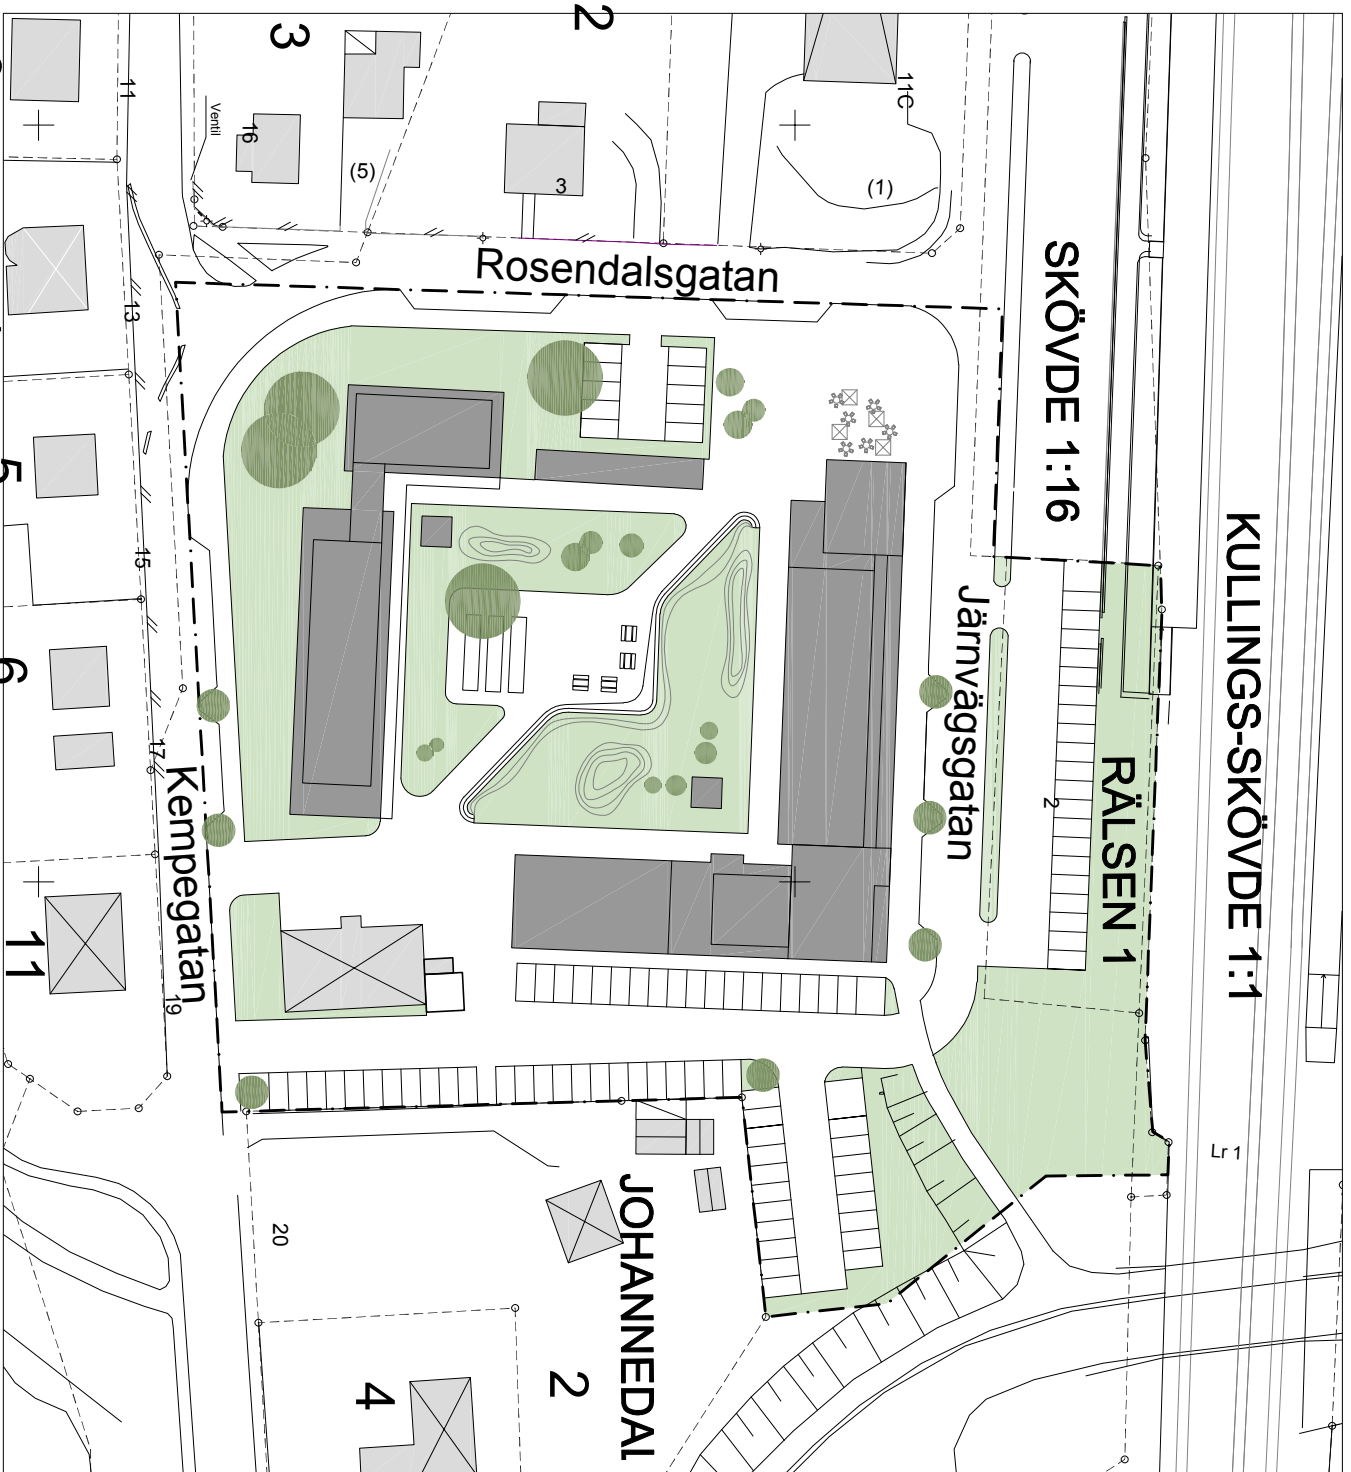 3
2
11
11C
Ventil
16
(5)
3
(1)
Rosendalsgatan
SKÖVDE 1:16
13
5
15
KULLINGS-SKÖVDE 1:1
Järnvägsgatan
6
17
Kempegatan
2
RÄLSEN 1
11
19
Lr 1
20
JOHANNEDAL
2
4